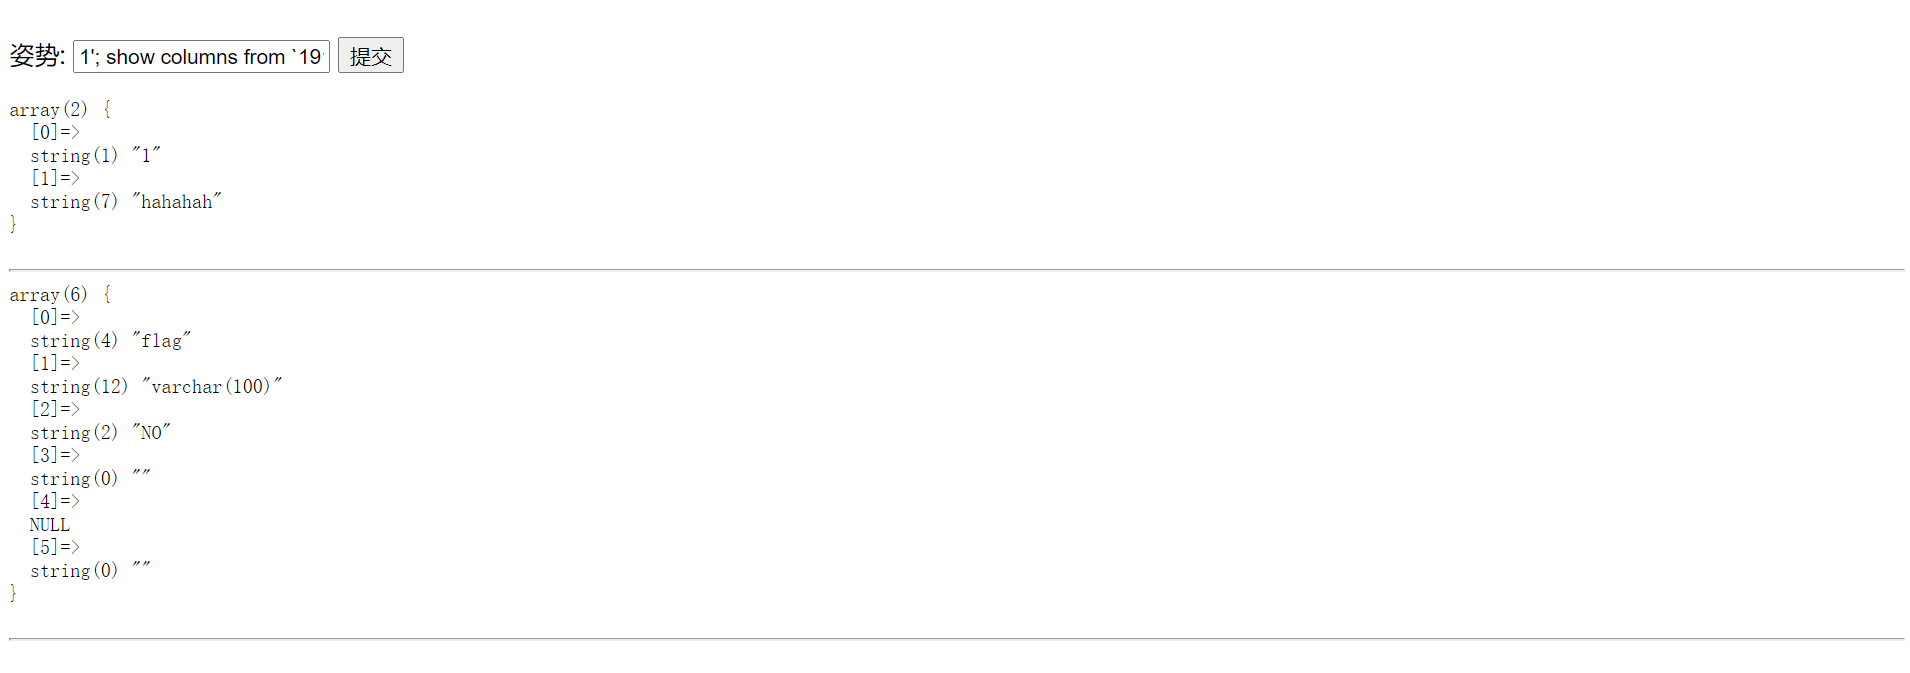 姿势: 1'; show columns from `19 提交
array(2) {
  [0]=>
  string(1) "1"
  [1]=>
  string(7) "hahahah"
}
array(6) {
  [0]=>
  string(4) "flag"
  [1]=>
  string(12) "varchar(100)"
  [2]=>
  string(2) "NO"
  [3]=>
  string(0) ""
  [4]=>
  NULL
  [5]=>
  string(0) ""
}